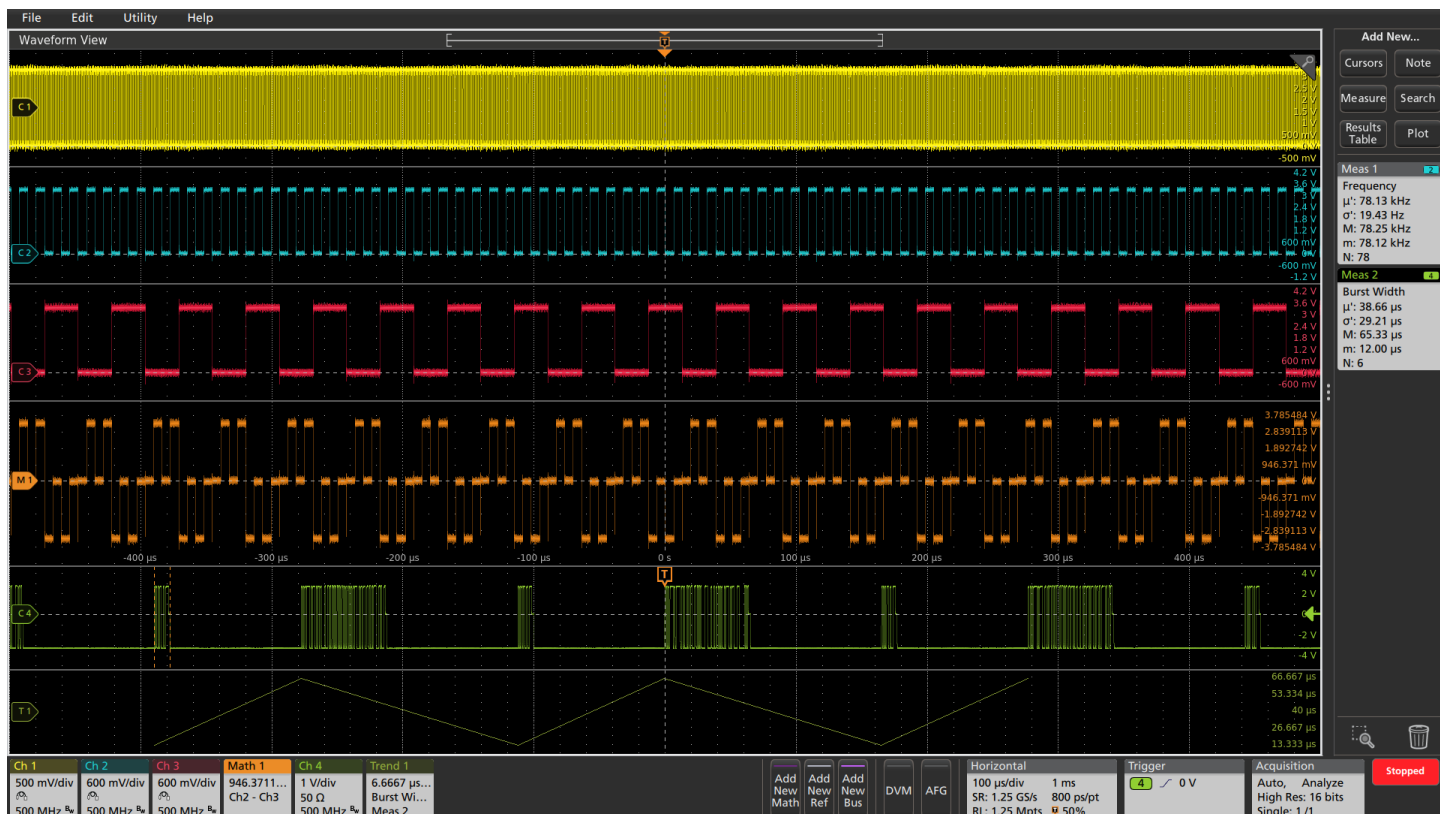 File Edit Utility Help
Waveform View
T
C 1
2.5 V
2 V
1.5 V
1 V
500 mV
0 V
-500 mV
4.2 V
3.6 V
3 V
2.4 V
1.8 V
1.2 V
600 mV
0 V
-600 mV
-1.2 V
C 2
4.2 V
3.6 V
3 V
2.4 V
1.8 V
1.2 V
600 mV
-600 mV
C 3
3.785484 V
2.839113 V
1.892742 V
946.371 mV
0 V
-946.371 mV
-1.892742 V
-2.839113 V
-3.785484 V
M 1
-400 µs -300 µs -200 µs -100 µs 0 s 100 µs 200 µs 300 µs 400 µs
T
4 V
2 V
C 4
-2 V
-4 V
66.667 µs
53.334 µs
T 1
40 µs
26.667 µs
13.333 µs
Add New...
Cursors Note
Measure Search
Results
Table
Plot
Meas 1 2
Frequency
µ': 78.13 kHz
σ': 19.43 Hz
M: 78.25 kHz
m: 78.12 kHz
N: 78
Meas 2 4
Burst Width
µ': 38.66 µs
σ': 29.21 µs
M: 65.33 µs
m: 12.00 µs
N: 6
Ch 1
500 mV/div
500 MHz Bw
Ch 2
600 mV/div
500 MHz Bw
Ch 3
600 mV/div
500 MHz Bw
Math 1
946.3711...
Ch2 - Ch3
Ch 4
1 V/div
50 Ω
500 MHz Bw
Trend 1
6.6667 µs...
Burst Wi...
Meas 2
Add
New
Math
Add
New
Ref
Add
New
Bus
DVM
AFG
Horizontal
100 µs/div 1 ms
SR: 1.25 GS/s 800 ps/pt
RL: 1.25 Mpts 50%
Trigger
4 0 V
Acquisition
Auto, Analyze
High Res: 16 bits
Single: 1/1
Stopped